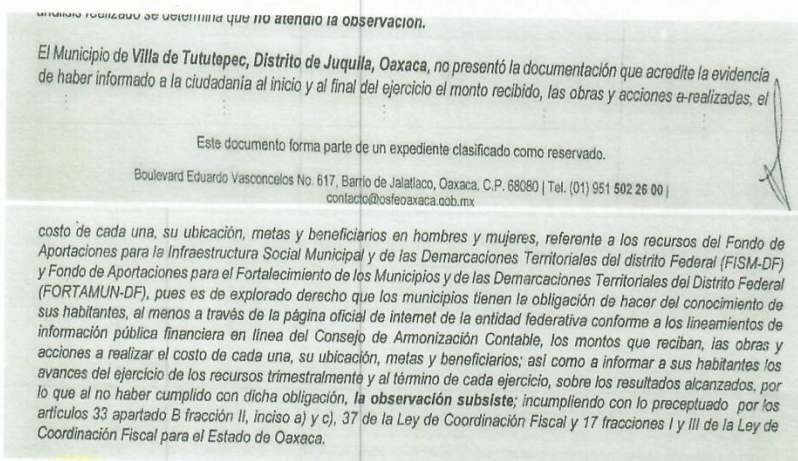 análisis realizado se determina que no atendió la observación.
El Municipio de Villa de Tututepec, Distrito de Juquila, Oaxaca, no presentó la documentación que acredite la evidencia
de haber informado a la ciudadanía al inicio y al final del ejercicio el monto recibido, las obras y acciones a realizadas, el
Este documento forma parte de un expediente clasificado como reservado.
Boulevard Eduardo Vasconcelos No. 617, Barrio de Jalatlaco, Oaxaca. C.P. 68080 | Tel. (01) 951 502 26 00 |
contacto@osfeoaxaca.gob.mx
costo de cada una, su ubicación, metas y beneficiarios en hombres y mujeres, referente a los recursos del Fondo de
Aportaciones para la Infraestructura Social Municipal y de las Demarcaciones Territoriales del distrito Federal (FISM-DF)
y Fondo de Aportaciones para el Fortalecimiento de los Municipios y de las Demarcaciones Territoriales del Distrito Federal
(FORTAMUN-DF), pues es de explorado derecho que los municipios tienen la obligación de hacer del conocimiento de
sus habitantes, al menos a través de la página oficial de internet de la entidad federativa conforme a los lineamientos de
información pública financiera en línea del Consejo de Armonización Contable, los montos que reciban, las obras y
acciones a realizar el costo de cada una, su ubicación, metas y beneficiarios; así como a informar a sus habitantes los
avances del ejercicio de los recursos trimestralmente y al término de cada ejercicio, sobre los resultados alcanzados, por
lo que al no haber cumplido con dicha obligación, la observación subsiste; incumpliendo con lo preceptuado por los
artículos 33 apartado B fracción II, inciso a) y c), 37 de la Ley de Coordinación Fiscal y 17 fracciones I y III de la Ley de
Coordinación Fiscal para el Estado de Oaxaca.